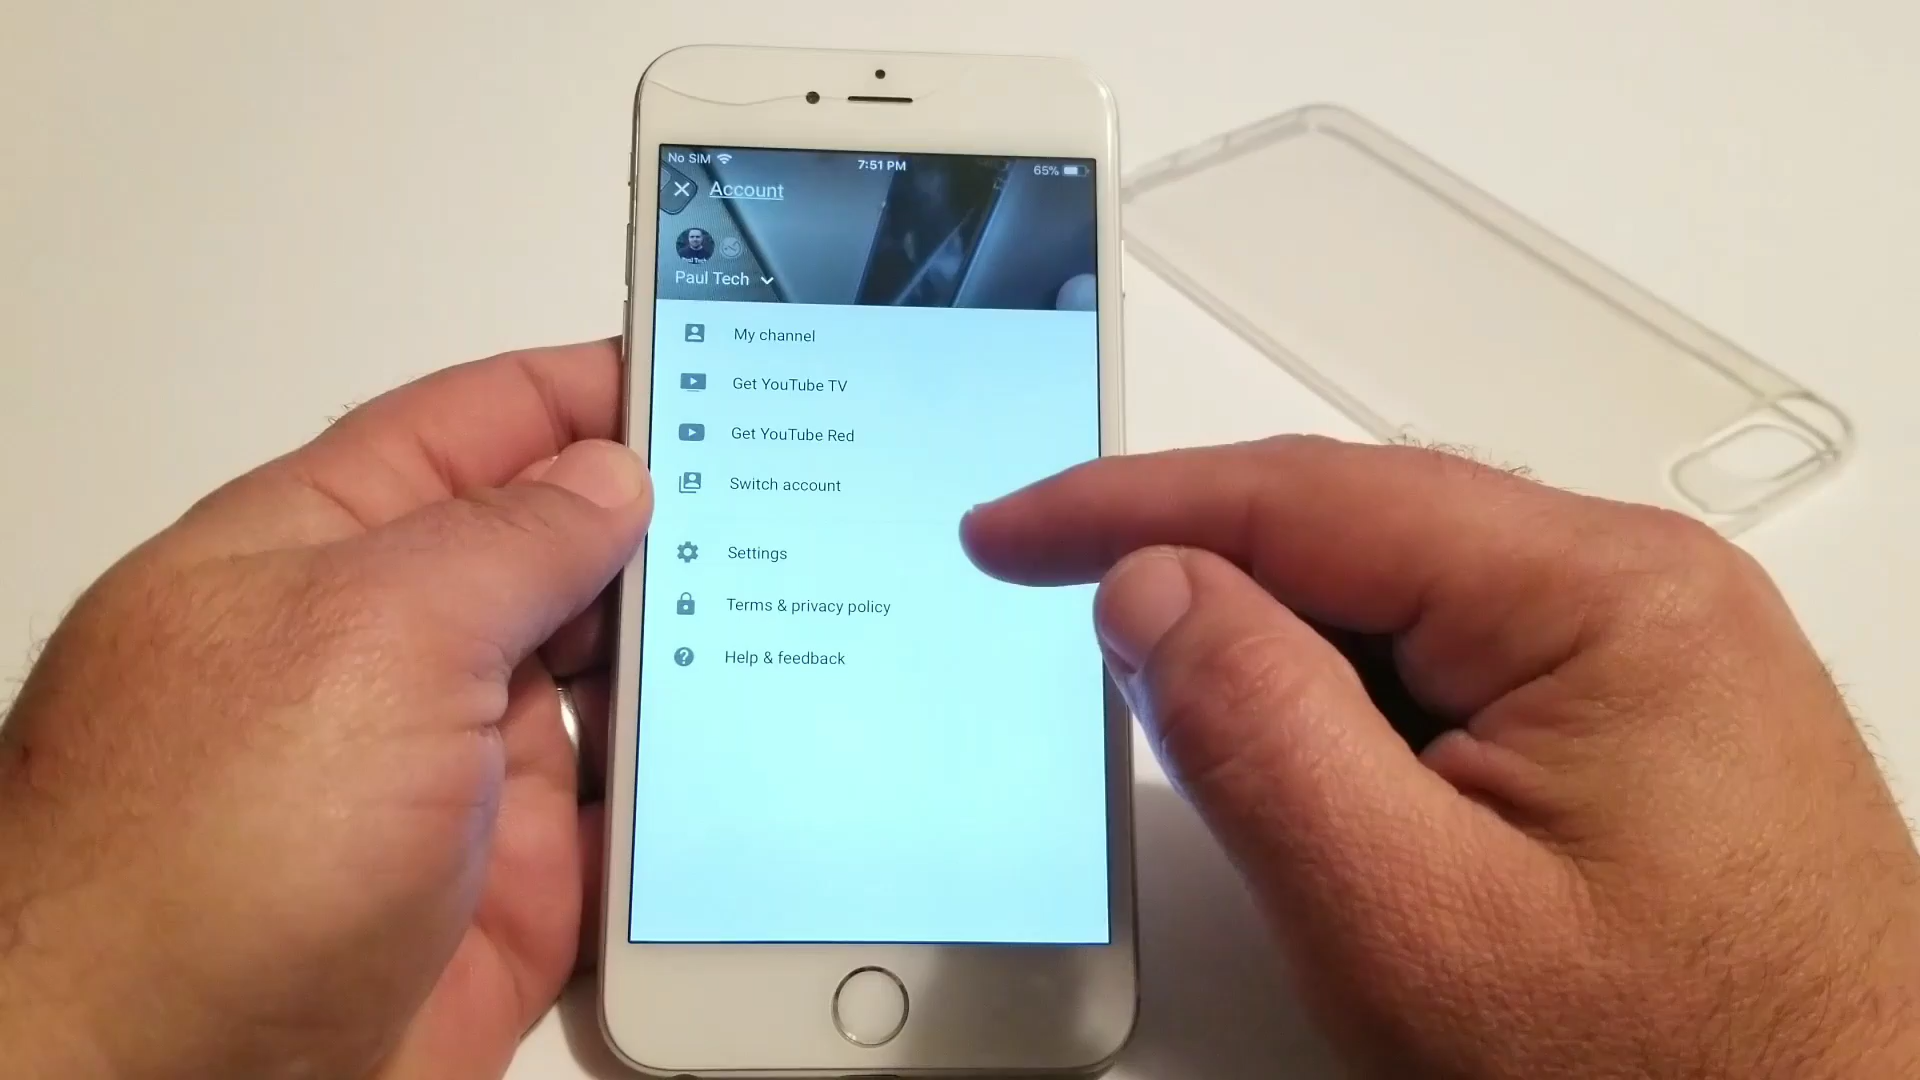 No SIM 7:51 PM 65%
Account
Paul Tech
My channel
Get YouTube TV
Get YouTube Red
Switch account
Settings
Terms & privacy policy
Help & feedback